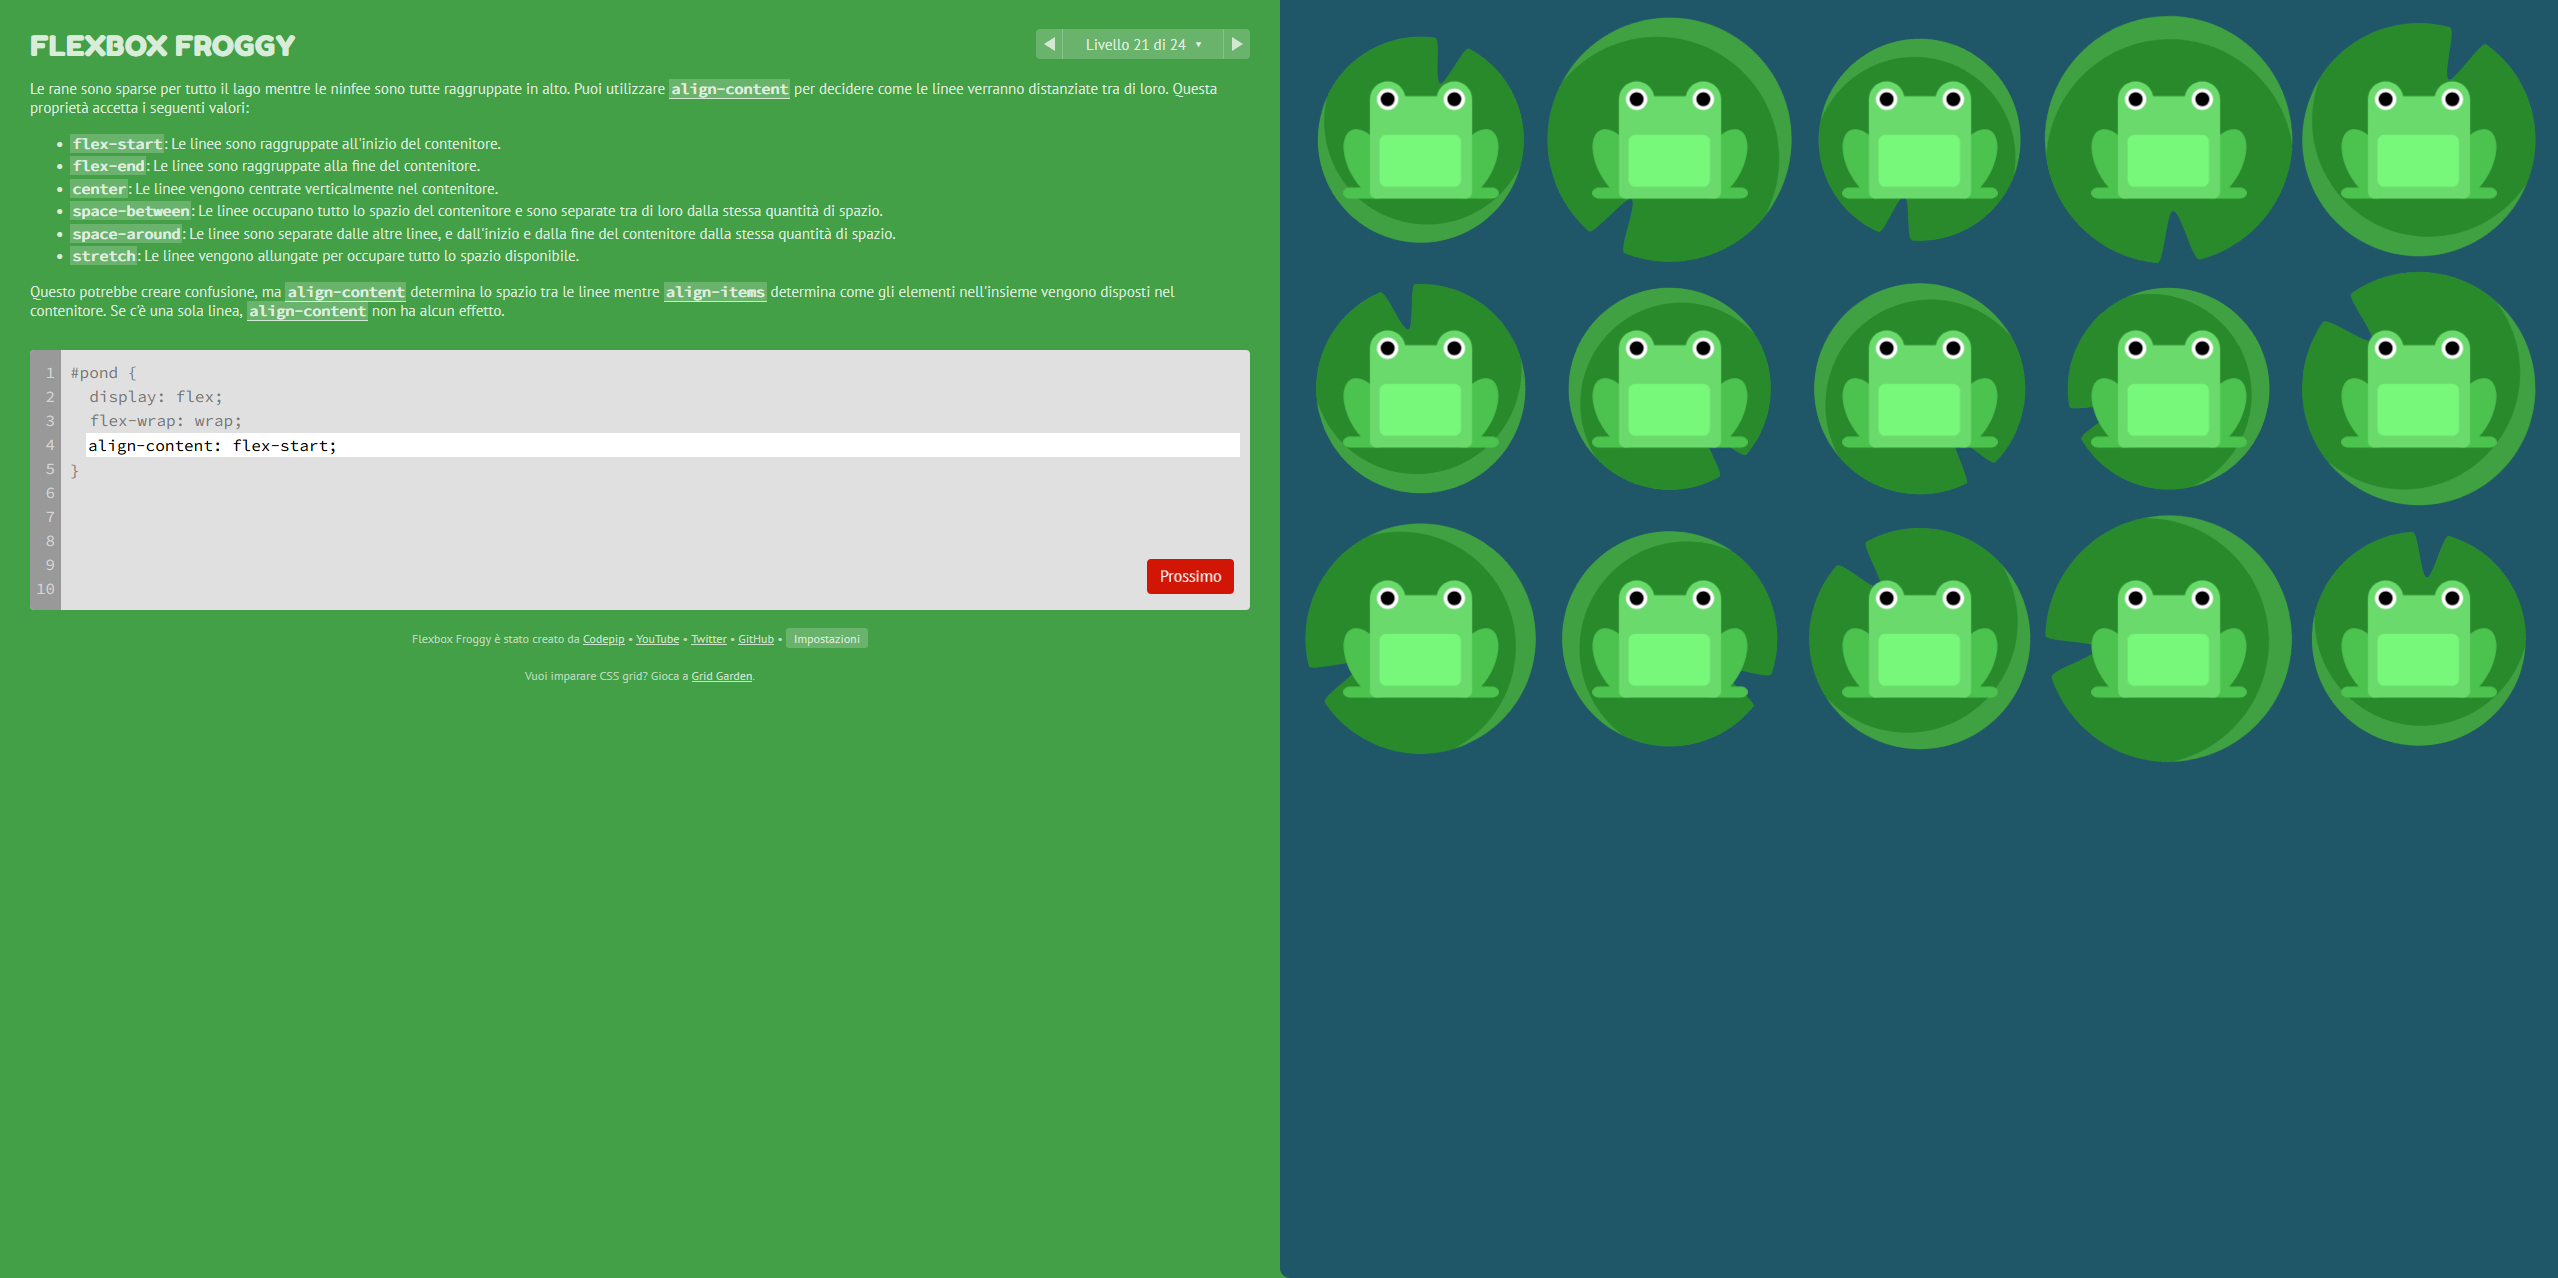 FLEXBOX FROGGY
◀ Livello 21 di 24 ▼ ▶
Le rane sono sparse per tutto il lago mentre le ninfee sono tutte raggruppate in alto. Puoi utilizzare align-content per decidere come le linee verranno distanziate tra di loro. Questa
proprietà accetta i seguenti valori:
• flex-start: Le linee sono raggruppate all'inizio del contenitore.
• flex-end: Le linee sono raggruppate alla fine del contenitore.
• center: Le linee vengono centrate verticalmente nel contenitore.
• space-between: Le linee occupano tutto lo spazio del contenitore e sono separate tra di loro dalla stessa quantità di spazio.
• space-around: Le linee sono separate dalle altre linee, e dall'inizio e dalla fine del contenitore dalla stessa quantità di spazio.
• stretch: Le linee vengono allungate per occupare tutto lo spazio disponibile.
Questo potrebbe creare confusione, ma align-content determina lo spazio tra le linee mentre align-items determina come gli elementi nell'insieme vengono disposti nel
contenitore. Se c'è una sola linea, align-content non ha alcun effetto.
1 #pond {
2 display: flex;
3 flex-wrap: wrap;
4 align-content: flex-start;
5 }
6
7
8
9
10
Prossimo
Flexbox Froggy è stato creato da Codepip • YouTube • Twitter • GitHub • Impostazioni
Vuoi imparare CSS grid? Gioca a Grid Garden.